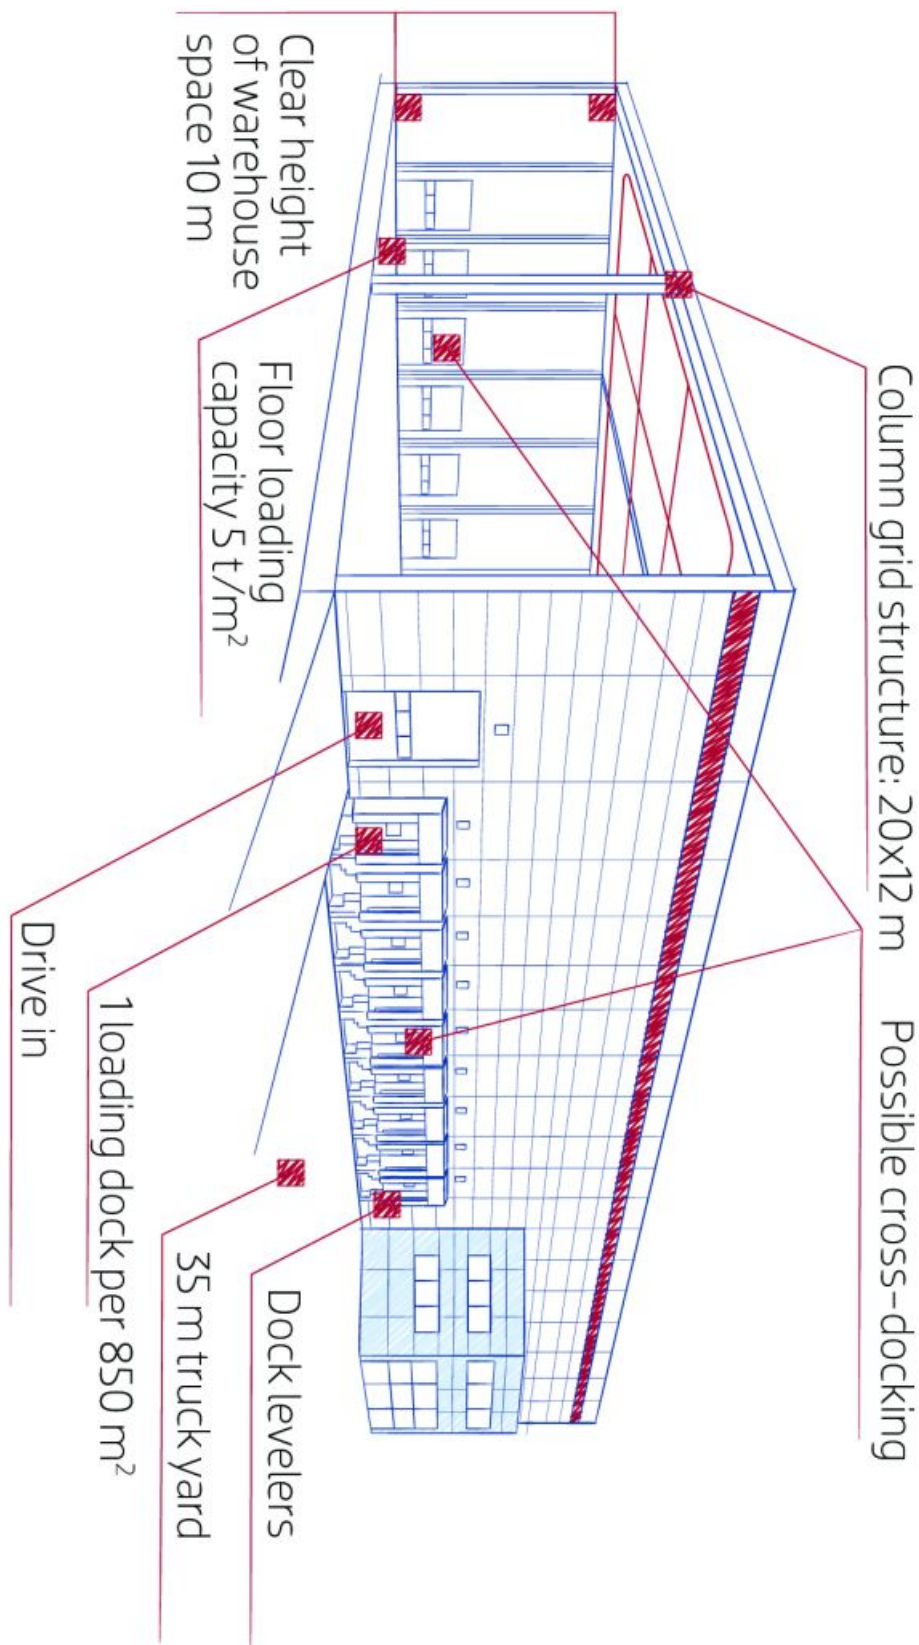 Column grid structure: 20x12 m
Possible cross-docking
Clear height
of warehouse
space 10 m
Floor loading
capacity 5 t/m²
Dock levelers
35 m truck yard
1 loading dock per 850 m²
Drive in